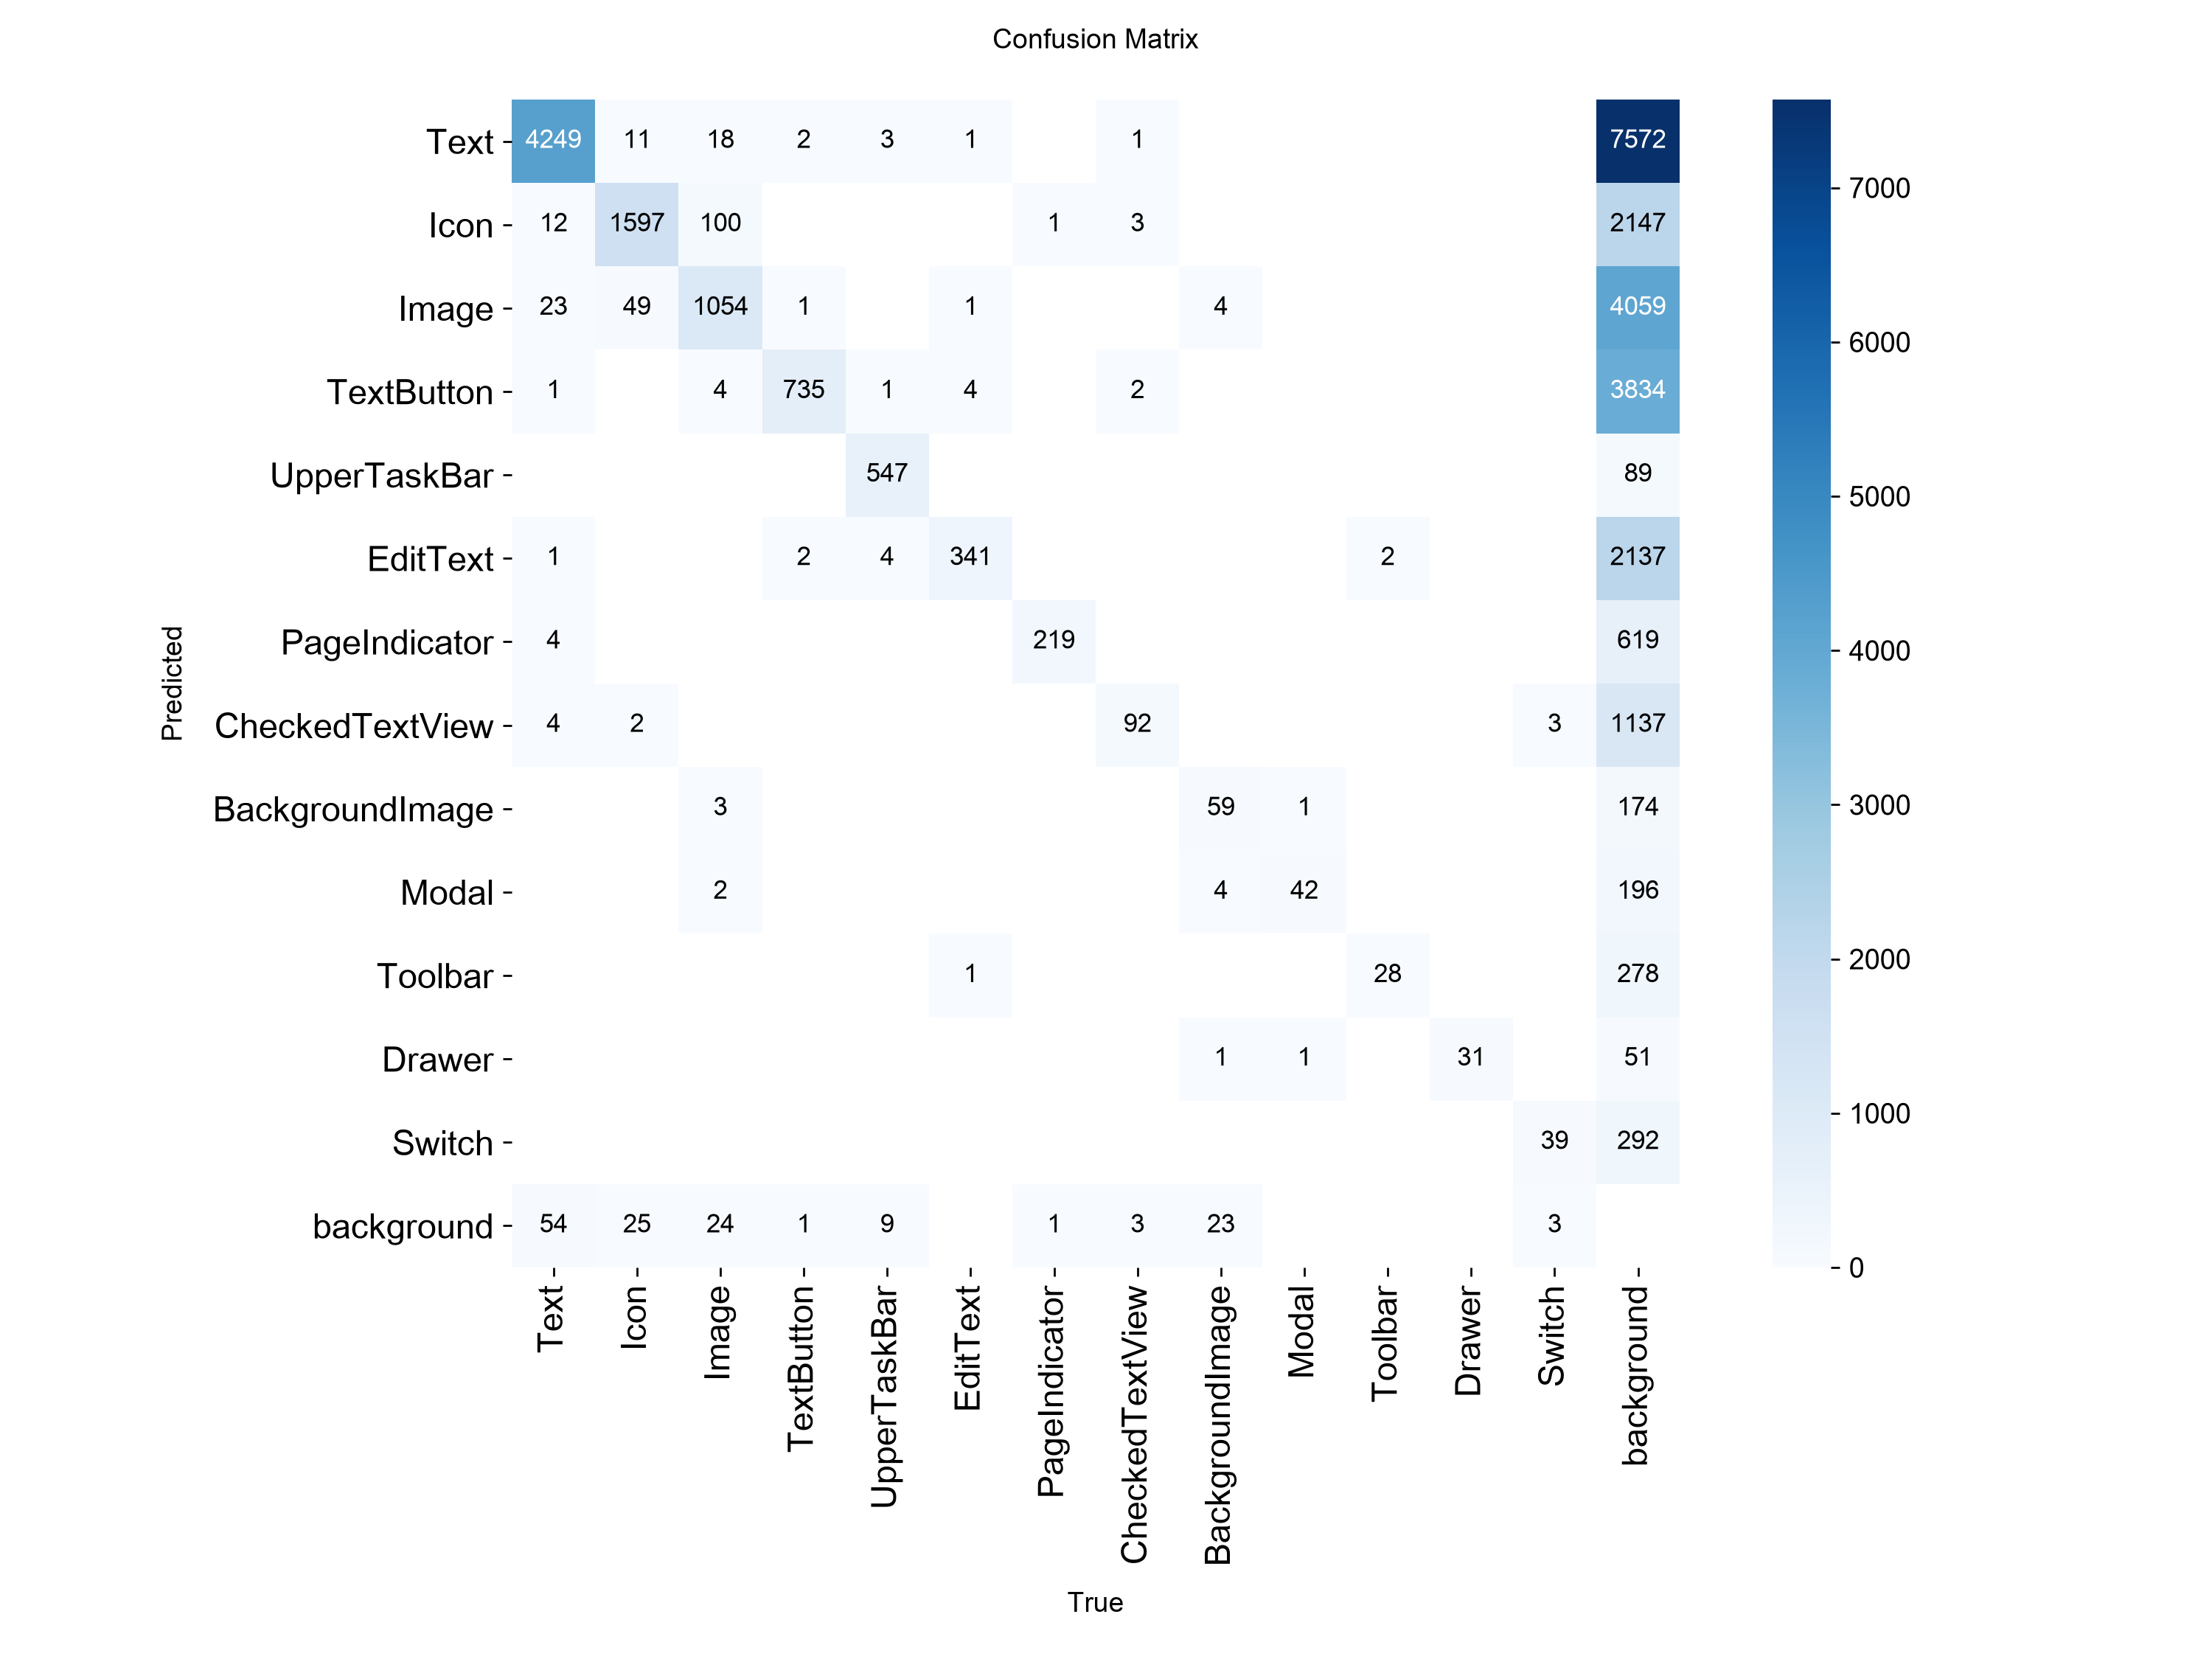 Confusion Matrix
Text 4249 11 18 2 3 1 1 7572
Icon 12 1597 100 1 3 2147
Image 23 49 1054 1 1 4 4059
TextButton 1 4 735 1 4 2 3834
UpperTaskBar 547 89
EditText 1 2 4 341 2 2137
PageIndicator 4 219 619
CheckedTextView 4 2 92 3 1137
BackgroundImage 3 59 1 174
Modal 2 4 42 196
Toolbar 1 28 278
Drawer 1 1 31 51
Switch 39 292
background 54 25 24 1 9 1 3 23 3
Predicted
Text Icon Image TextButton UpperTaskBar EditText PageIndicator CheckedTextView BackgroundImage Modal Toolbar Drawer Switch background
True
7000
6000
5000
4000
3000
2000
1000
0